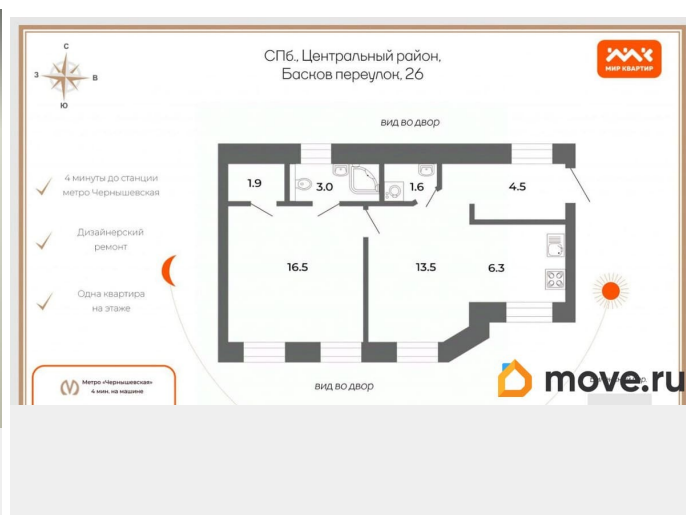 С
З
В
Ю
СПб., Центральный район,
Басков переулок, 26
МИР КВАРТИР
вид во двор
4 минуты до станции
метро Чернышевская
Дизайнерский
ремонт
Одна квартира
на этаже
1.9
3.0
1.6
4.5
16.5
13.5
6.3
Метро «Чернышевская»
4 мин. на машине
вид во двор
move.ru